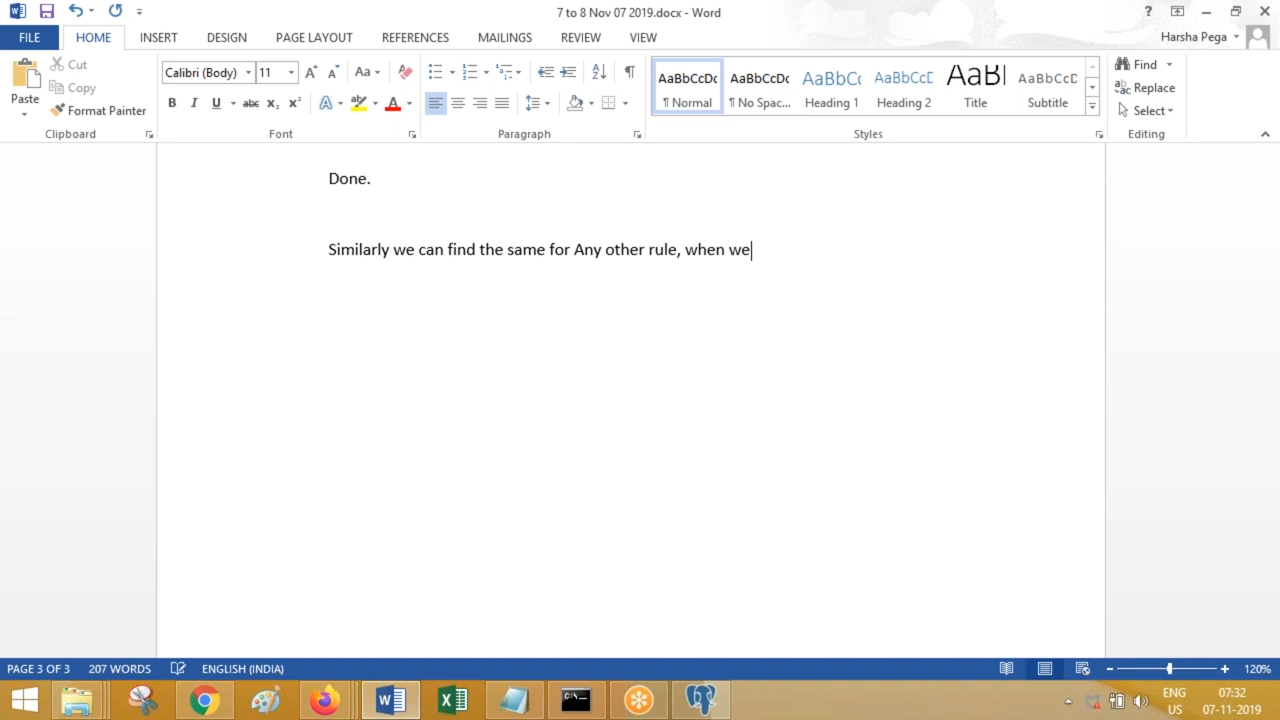 7 to 8 Nov 07 2019.docx - Word
?
FILE HOME INSERT DESIGN PAGE LAYOUT REFERENCES MAILINGS REVIEW VIEW Harsha Pega
Paste Cut Copy Format Painter
Calibri (Body) 11 Aa
B I U abc x₂ x² A A
AaBbCcDc AaBbCcDc AaBbC( AaBbCcD AaB AaBbCcD
¶ Normal ¶ No Spac... Heading 1 Heading 2 Title Subtitle
Find Replace Select
Clipboard Font Paragraph Styles Editing
Done.
Similarly we can find the same for Any other rule, when we
PAGE 3 OF 3 207 WORDS ENGLISH (INDIA) 120%
ENG 07:32
US 07-11-2019